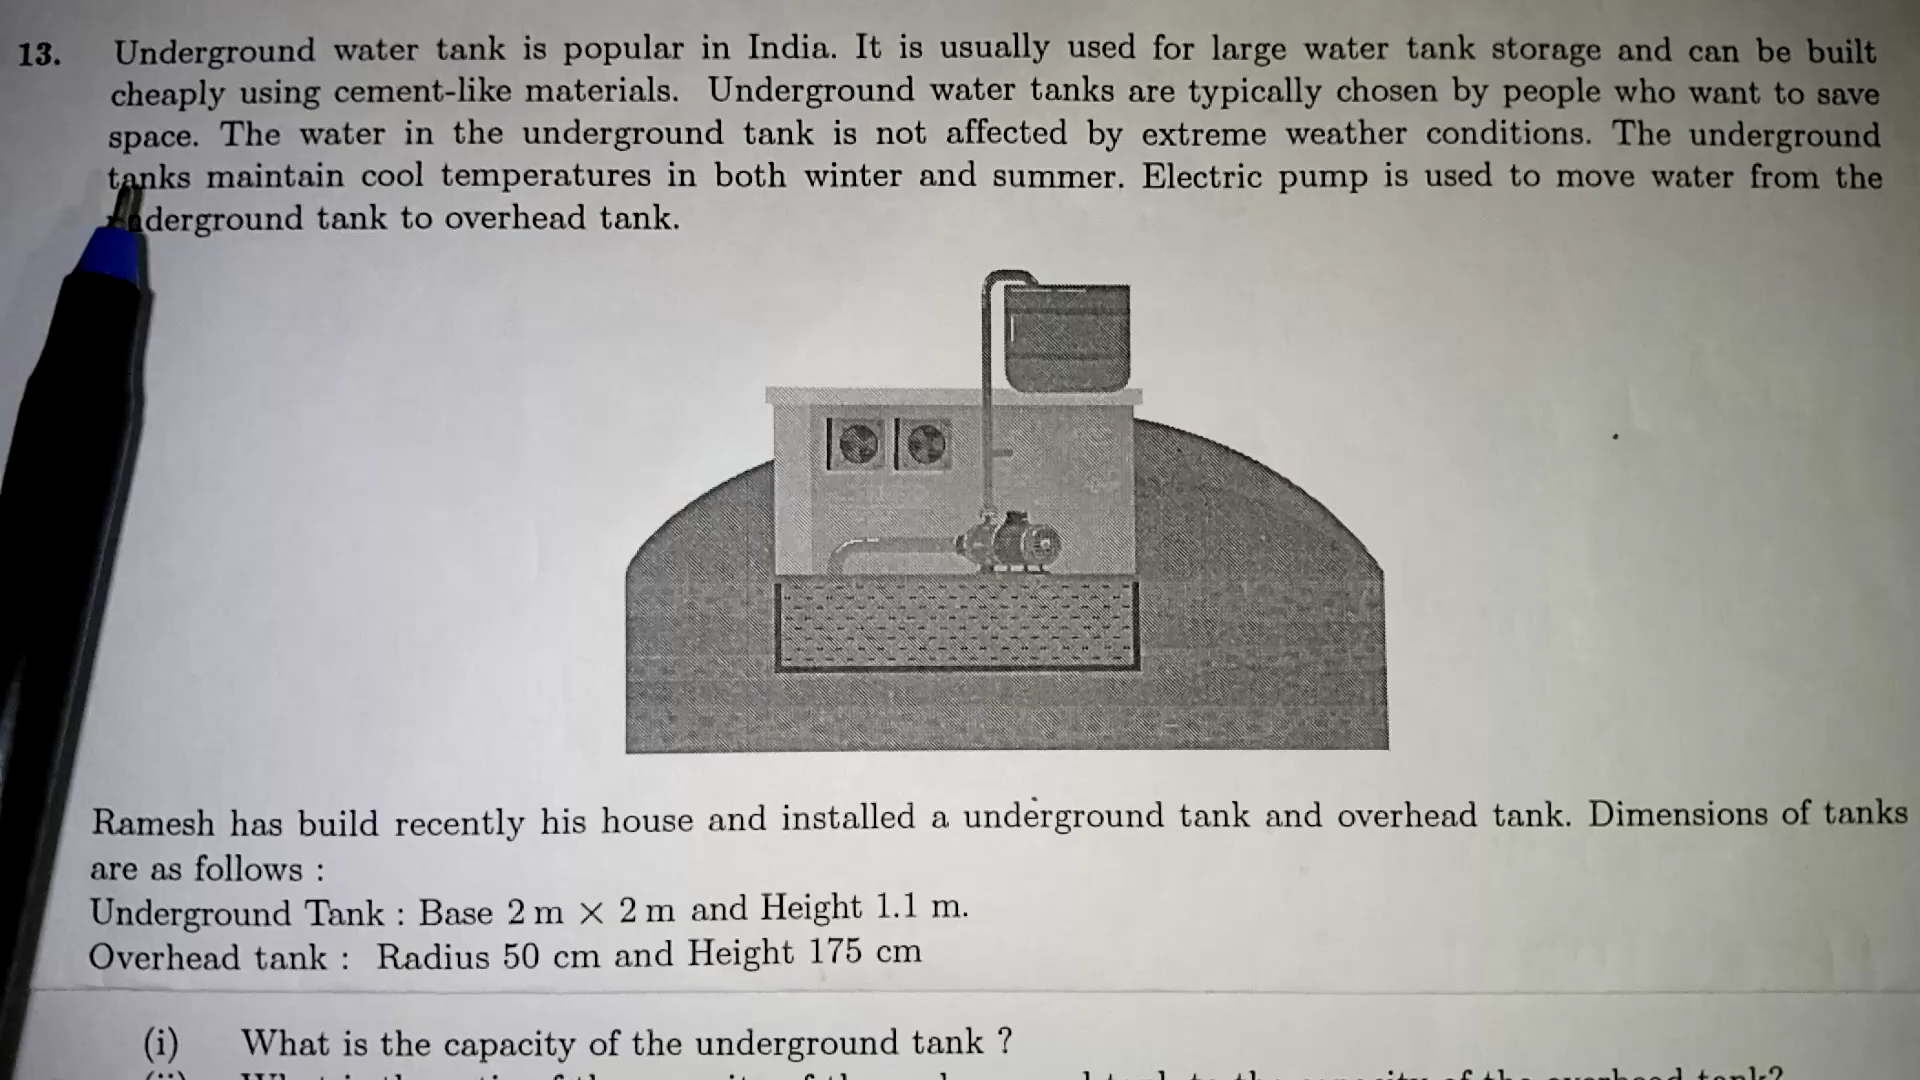 13. Underground water tank is popular in India. It is usually used for large water tank storage and can be built
cheaply using cement-like materials. Underground water tanks are typically chosen by people who want to save
space. The water in the underground tank is not affected by extreme weather conditions. The underground
tanks maintain cool temperatures in both winter and summer. Electric pump is used to move water from the
derground tank to overhead tank.
Ramesh has build recently his house and installed a underground tank and overhead tank. Dimensions of tanks
are as follows :
Underground Tank : Base 2 m × 2 m and Height 1.1 m.
Overhead tank : Radius 50 cm and Height 175 cm
(i) What is the capacity of the underground tank ?